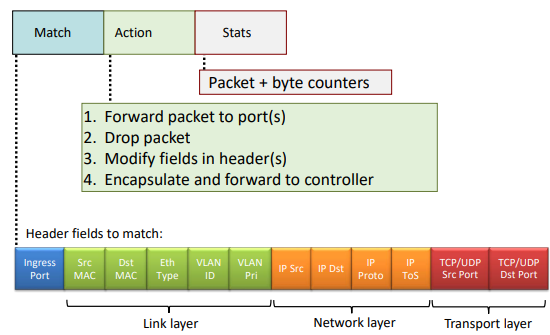 Match Action Stats
Packet + byte counters
1. Forward packet to port(s)
2. Drop packet
3. Modify fields in header(s)
4. Encapsulate and forward to controller
Header fields to match:
Ingress Port
Src MAC
Dst MAC
Eth Type
VLAN ID
VLAN Pri
IP Src
IP Dst
IP Proto
IP ToS
TCP/UDP Src Port
TCP/UDP Dst Port
Link layer
Network layer
Transport layer